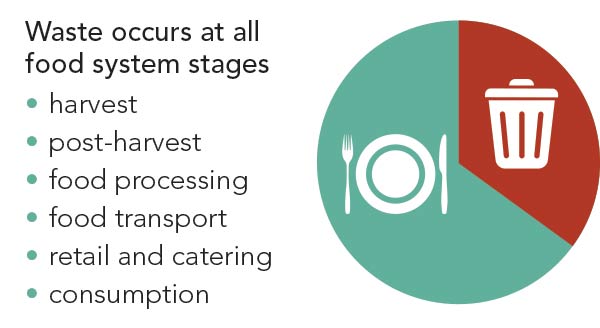 Waste occurs at all
food system stages
• harvest
• post-harvest
• food processing
• food transport
• retail and catering
• consumption